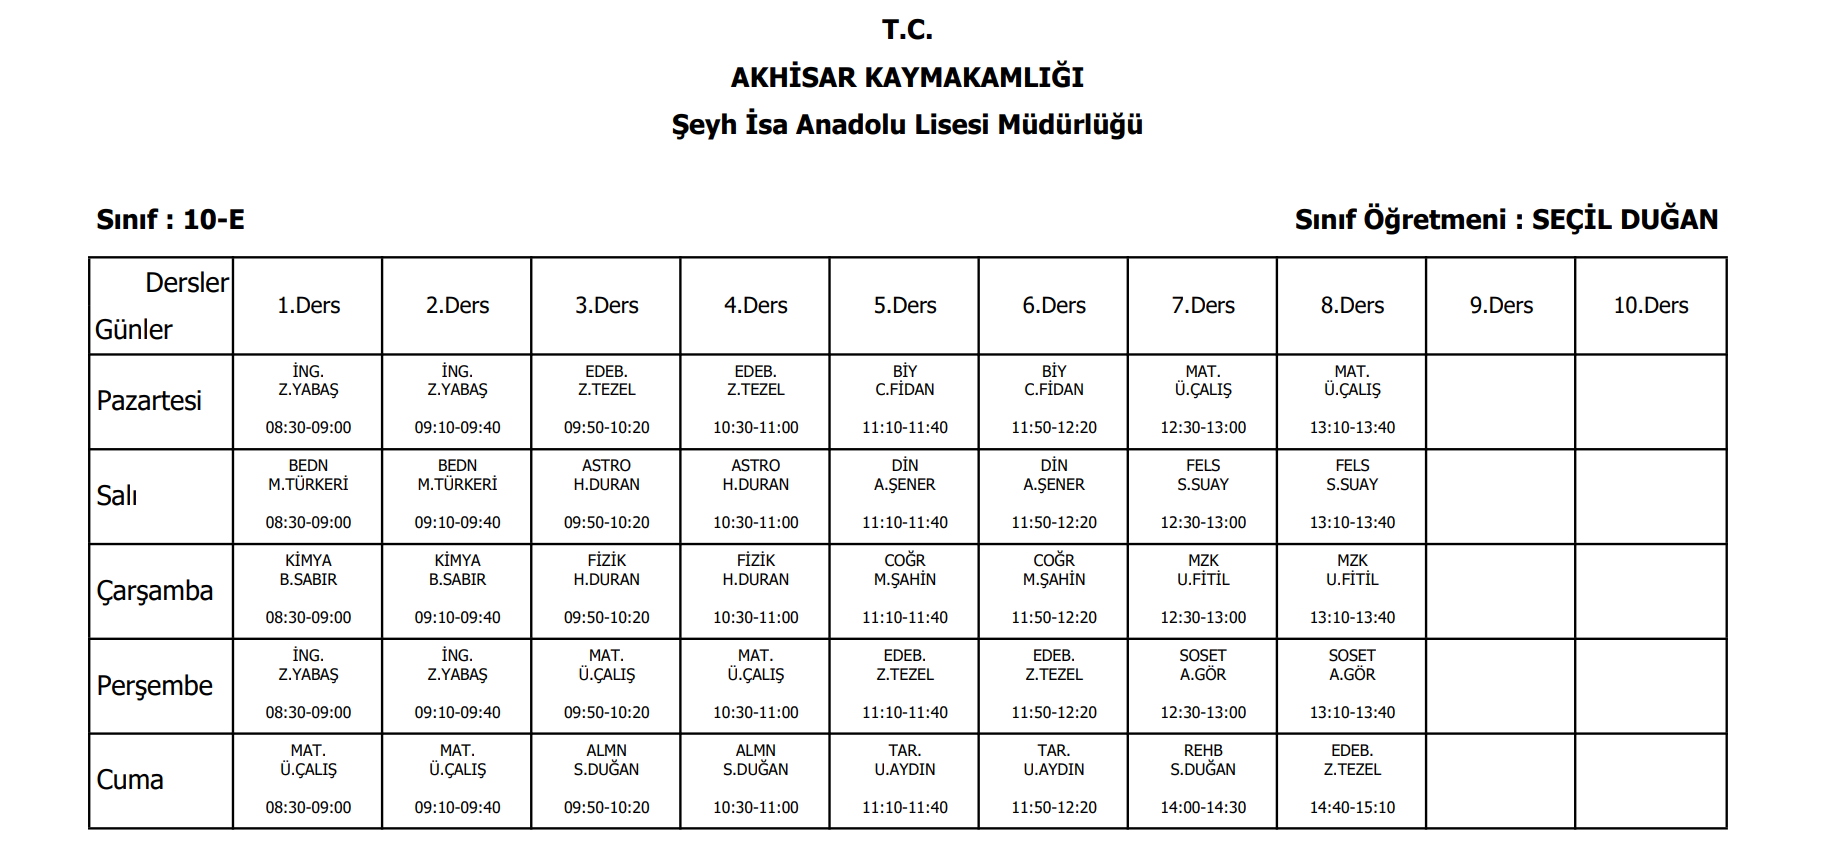 T.C.
AKHİSAR KAYMAKAMLIĞI
Şeyh İsa Anadolu Lisesi Müdürlüğü
Sınıf : 10-E Sınıf Öğretmeni : SEÇİL DUĞAN
Dersler
Günler
1.Ders 2.Ders 3.Ders 4.Ders 5.Ders 6.Ders 7.Ders 8.Ders 9.Ders 10.Ders
Pazartesi
İNG. İNG. EDEB. EDEB. BİY BİY MAT. MAT.
Z.YABAŞ Z.YABAŞ Z.TEZEL Z.TEZEL C.FİDAN C.FİDAN Ü.ÇALIŞ Ü.ÇALIŞ
08:30-09:00 09:10-09:40 09:50-10:20 10:30-11:00 11:10-11:40 11:50-12:20 12:30-13:00 13:10-13:40
Salı
BEDN BEDN ASTRO ASTRO DİN DİN FELS FELS
M.TÜRKERİ M.TÜRKERİ H.DURAN H.DURAN A.ŞENER A.ŞENER S.SUAY S.SUAY
08:30-09:00 09:10-09:40 09:50-10:20 10:30-11:00 11:10-11:40 11:50-12:20 12:30-13:00 13:10-13:40
Çarşamba
KİMYA KİMYA FİZİK FİZİK COĞR COĞR MZK MZK
B.SABIR B.SABIR H.DURAN H.DURAN M.ŞAHİN M.ŞAHİN U.FİTİL U.FİTİL
08:30-09:00 09:10-09:40 09:50-10:20 10:30-11:00 11:10-11:40 11:50-12:20 12:30-13:00 13:10-13:40
Perşembe
İNG. İNG. MAT. MAT. EDEB. EDEB. SOSET SOSET
Z.YABAŞ Z.YABAŞ Ü.ÇALIŞ Ü.ÇALIŞ Z.TEZEL Z.TEZEL A.GÖR A.GÖR
08:30-09:00 09:10-09:40 09:50-10:20 10:30-11:00 11:10-11:40 11:50-12:20 12:30-13:00 13:10-13:40
Cuma
MAT. MAT. ALMN ALMN TAR. TAR. REHB EDEB.
Ü.ÇALIŞ Ü.ÇALIŞ S.DUĞAN S.DUĞAN U.AYDIN U.AYDIN S.DUĞAN Z.TEZEL
08:30-09:00 09:10-09:40 09:50-10:20 10:30-11:00 11:10-11:40 11:50-12:20 14:00-14:30 14:40-15:10